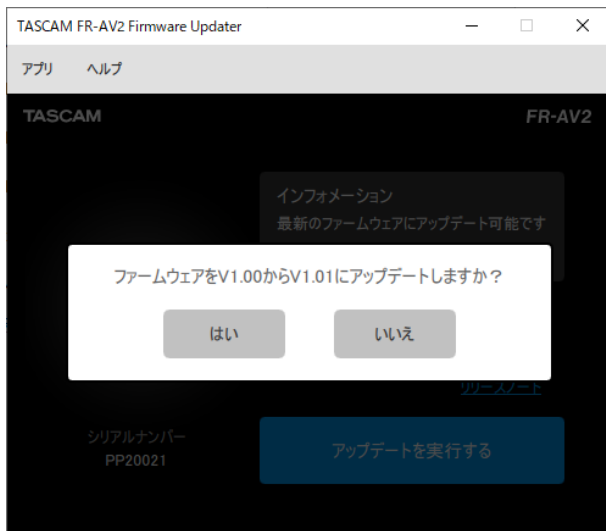 TASCAM FR-AV2 Firmware Updater
アプリ ヘルプ
TASCAM FR-AV2
インフォメーション
最新のファームウェアにアップデート可能です
ファームウェアをV1.00からV1.01にアップデートしますか？
はい いいえ
リリースノート
シリアルナンバー
PP20021
アップデートを実行する